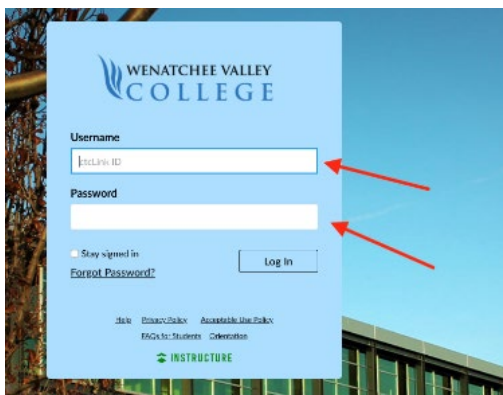 WENATCHEE VALLEY
COLLEGE
Username
ctcLink ID
Password
Stay signed in
Log In
Forgot Password?
Help Privacy Policy Acceptable Use Policy
FAQs for Students Orientation
INSTRUCTURE